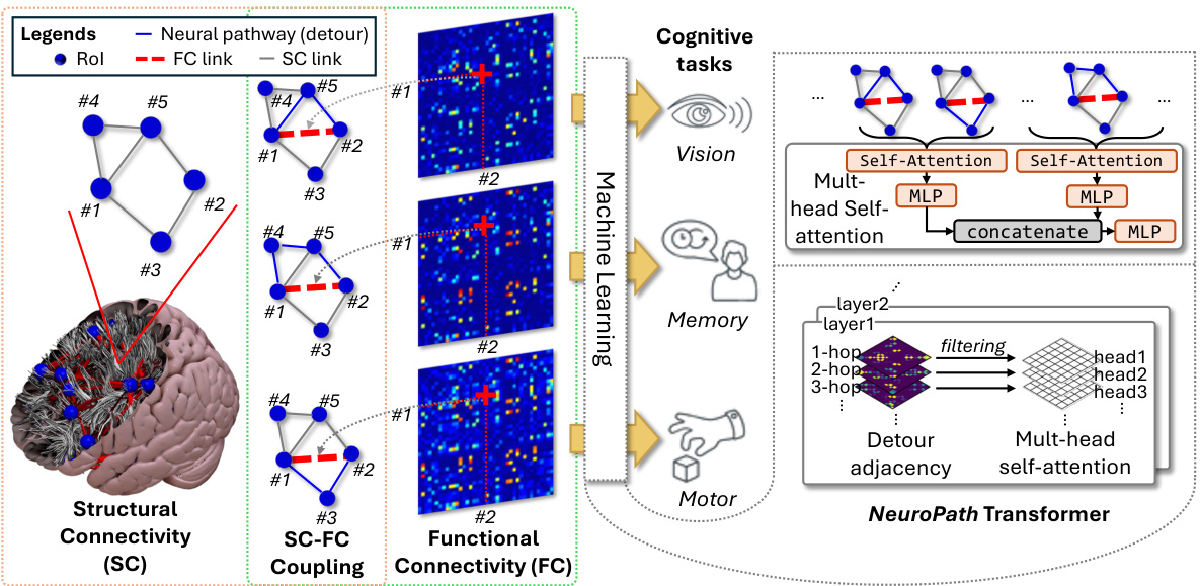 Legends
Neural pathway (detour)
RoI
FC link
SC link
#4
#5
#1
#2
#3
Structural
Connectivity
(SC)
#5
#4
#1
#2
#3
#4
#5
#1
#2
#3
#4
#5
#1
#2
#3
SC-FC
Coupling
#1
#2
#1
#2
#1
#2
Functional
Connectivity (FC)
Machine Learning
Cognitive
tasks
Vision
Memory
Motor
...
...
...
Self-Attention
Self-Attention
Mult-
head Self-
attention
MLP
MLP
concatenate
MLP
layer2
layer1
1-hop
2-hop
3-hop
filtering
head1
head2
head3
Detour
adjacency
Mult-head
self-attention
NeuroPath Transformer